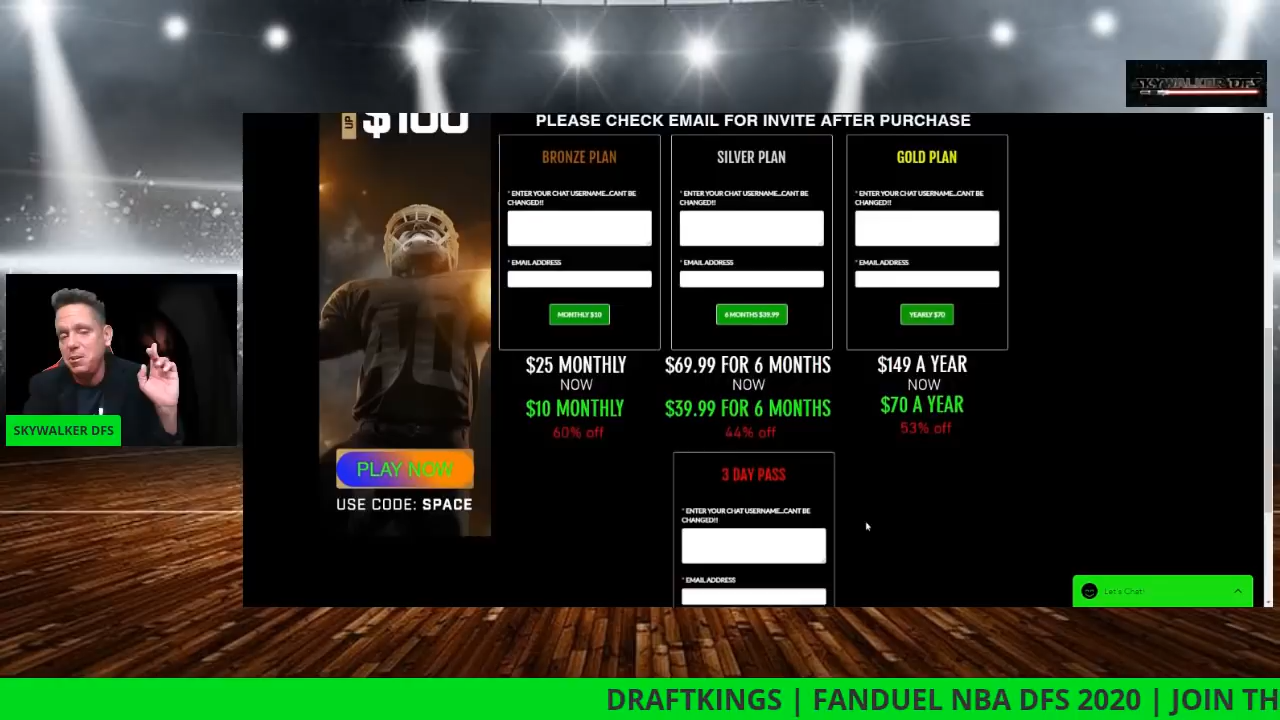 SKYWALKER DFS
UP
$100
PLEASE CHECK EMAIL FOR INVITE AFTER PURCHASE
BRONZE PLAN
* ENTER YOUR CHAT USERNAME...CANT BE
CHANGED!!
* EMAIL ADDRESS
MONTHLY $10
SILVER PLAN
* ENTER YOUR CHAT USERNAME...CANT BE
CHANGED!!
* EMAIL ADDRESS
6 MONTHS $39.99
GOLD PLAN
* ENTER YOUR CHAT USERNAME...CANT BE
CHANGED!!
* EMAIL ADDRESS
YEARLY $70
$25 MONTHLY
NOW
$10 MONTHLY
60% off
$69.99 FOR 6 MONTHS
NOW
$39.99 FOR 6 MONTHS
44% off
$149 A YEAR
NOW
$70 A YEAR
53% off
40
PLAY NOW
USE CODE: SPACE
3 DAY PASS
* ENTER YOUR CHAT USERNAME...CANT BE
CHANGED!!
* EMAIL ADDRESS
Let's Chat!
SKYWALKER DFS
DRAFTKINGS | FANDUEL NBA DFS 2020 | JOIN TH